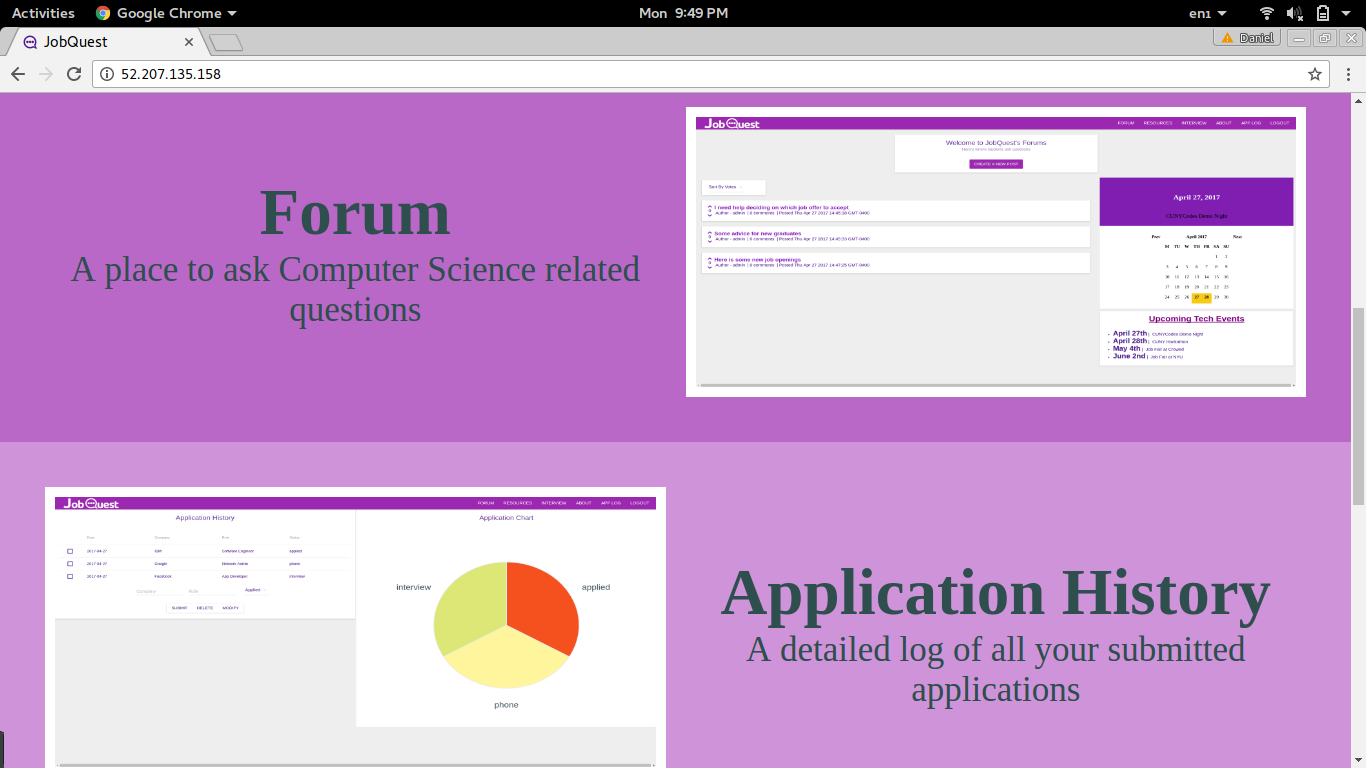 Activities
Google Chrome
Mon 9:49 PM
en1
JobQuest
Daniel
52.207.135.158
Forum
A place to ask Computer Science related
questions
JobQuest
FORUM RESOURCES INTERVIEW ABOUT APP LOG LOGOUT
Welcome to JobQuest's Forums
CREATE A NEW POST
Sort By Votes
I need help deciding on which job offer to accept
Author - admin | 0 comments | Posted Thu Apr 27 2017 14:45:38 GMT-0400
Some advice for new graduates
Author - admin | 0 comments | Posted Thu Apr 27 2017
Here is some new job openings
Author - admin | 0 comments | Posted Thu Apr 27 2017 14:47:25 GMT-0400
April 27, 2017
CUNYCodes Demo Night
Prev April 2017 Next
M TU W TH FR SA SU
1 2
3 4 5 6 7 8 9
10 11 12 13 14 15 16
17 18 19 20 21 22 23
24 25 26 27 28 29 30
Upcoming Tech Events
April 27th | CUNYCodes Demo Night
April 28th | CUNY
May 4th | Job Fair at Crowed
June 2nd | Job Fair at NYU
JobQuest
FORUM RESOURCES INTERVIEW ABOUT APP LOG LOGOUT
Application History
Date Company Role Status
2017-04-27 IBM Software Engineer applied
2017-04-27 Google Network Admin phone
2017-04-27 Facebook App Developer interview
Company Role Applied
SUBMIT DELETE MODIFY
Application Chart
interview
applied
phone
Application History
A detailed log of all your submitted
applications